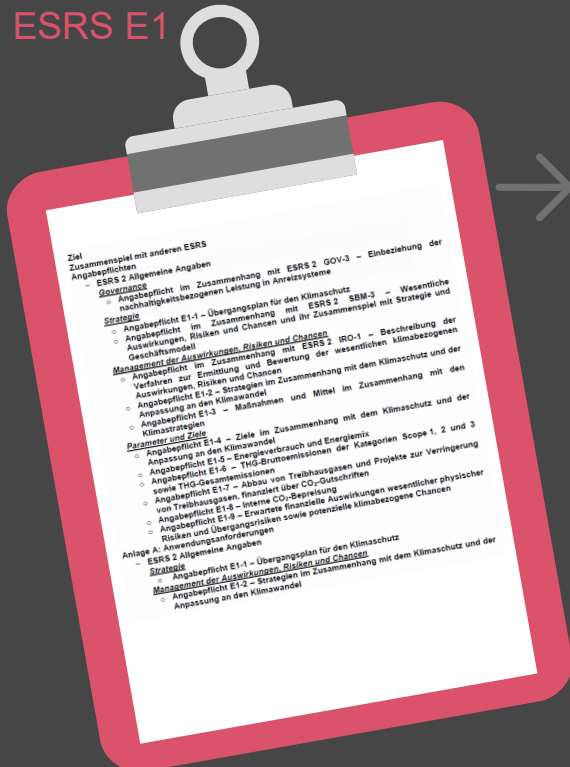 ESRS E1
Ziel
Zusammenspiel mit anderen ESRS
Angabepflichten
– ESRS 2 Allgemeine Angaben
Governance
○ Angabepflicht im Zusammenhang mit ESRS 2 GOV-3 – Einbeziehung der
nachhaltigkeitsbezogenen Leistung in Anreizsysteme
Strategie
○ Angabepflicht E1-1 – Übergangsplan für den Klimaschutz
○ Angabepflicht im Zusammenhang mit ESRS 2 SBM-3 – Wesentliche
Auswirkungen, Risiken und Chancen und ihr Zusammenspiel mit Strategie und
Geschäftsmodell
Management der Auswirkungen, Risiken und Chancen
○ Angabepflicht im Zusammenhang mit ESRS 2 IRO-1 – Beschreibung der
Verfahren zur Ermittlung und Bewertung der wesentlichen klimabezogenen
Auswirkungen, Risiken und Chancen
○ Angabepflicht E1-2 – Strategien im Zusammenhang mit dem Klimaschutz und der
Anpassung an den Klimawandel
○ Angabepflicht E1-3 – Maßnahmen und Mittel im Zusammenhang mit den
Klimastrategien
Parameter und Ziele
○ Angabepflicht E1-4 – Ziele im Zusammenhang mit dem Klimaschutz und der
Anpassung an den Klimawandel
○ Angabepflicht E1-5 – Energieverbrauch und Energiemix
○ Angabepflicht E1-6 – THG-Bruttoemissionen der Kategorien Scope 1, 2 und 3
sowie THG-Gesamtemissionen
○ Angabepflicht E1-7 – Abbau von Treibhausgasen und Projekte zur Verringerung
von Treibhausgasen, finanziert über CO₂-Gutschriften
○ Angabepflicht E1-8 – Interne CO₂-Bepreisung
○ Angabepflicht E1-9 – Erwartete finanzielle Auswirkungen wesentlicher physischer
Risiken und Übergangsrisiken sowie potenzielle klimabezogene Chancen
Anlage A: Anwendungsanforderungen
– ESRS 2 Allgemeine Angaben
Strategie
○ Angabepflicht E1-1 – Übergangsplan für den Klimaschutz
Management der Auswirkungen, Risiken und Chancen
○ Angabepflicht E1-2 – Strategien im Zusammenhang mit dem Klimaschutz und der
Anpassung an den Klimawandel